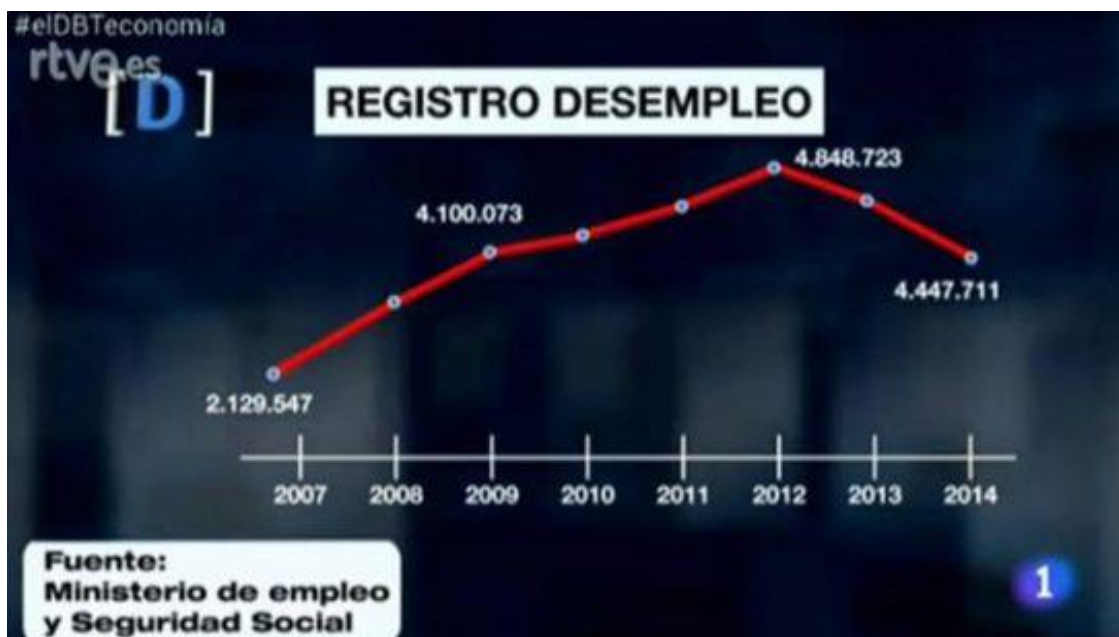 #elDBTeconomía
rtve.es
[D]
REGISTRO DESEMPLEO
4.848.723
4.100.073
4.447.711
2.129.547
2007 2008 2009 2010 2011 2012 2013 2014
Fuente:
Ministerio de empleo
y Seguridad Social
1